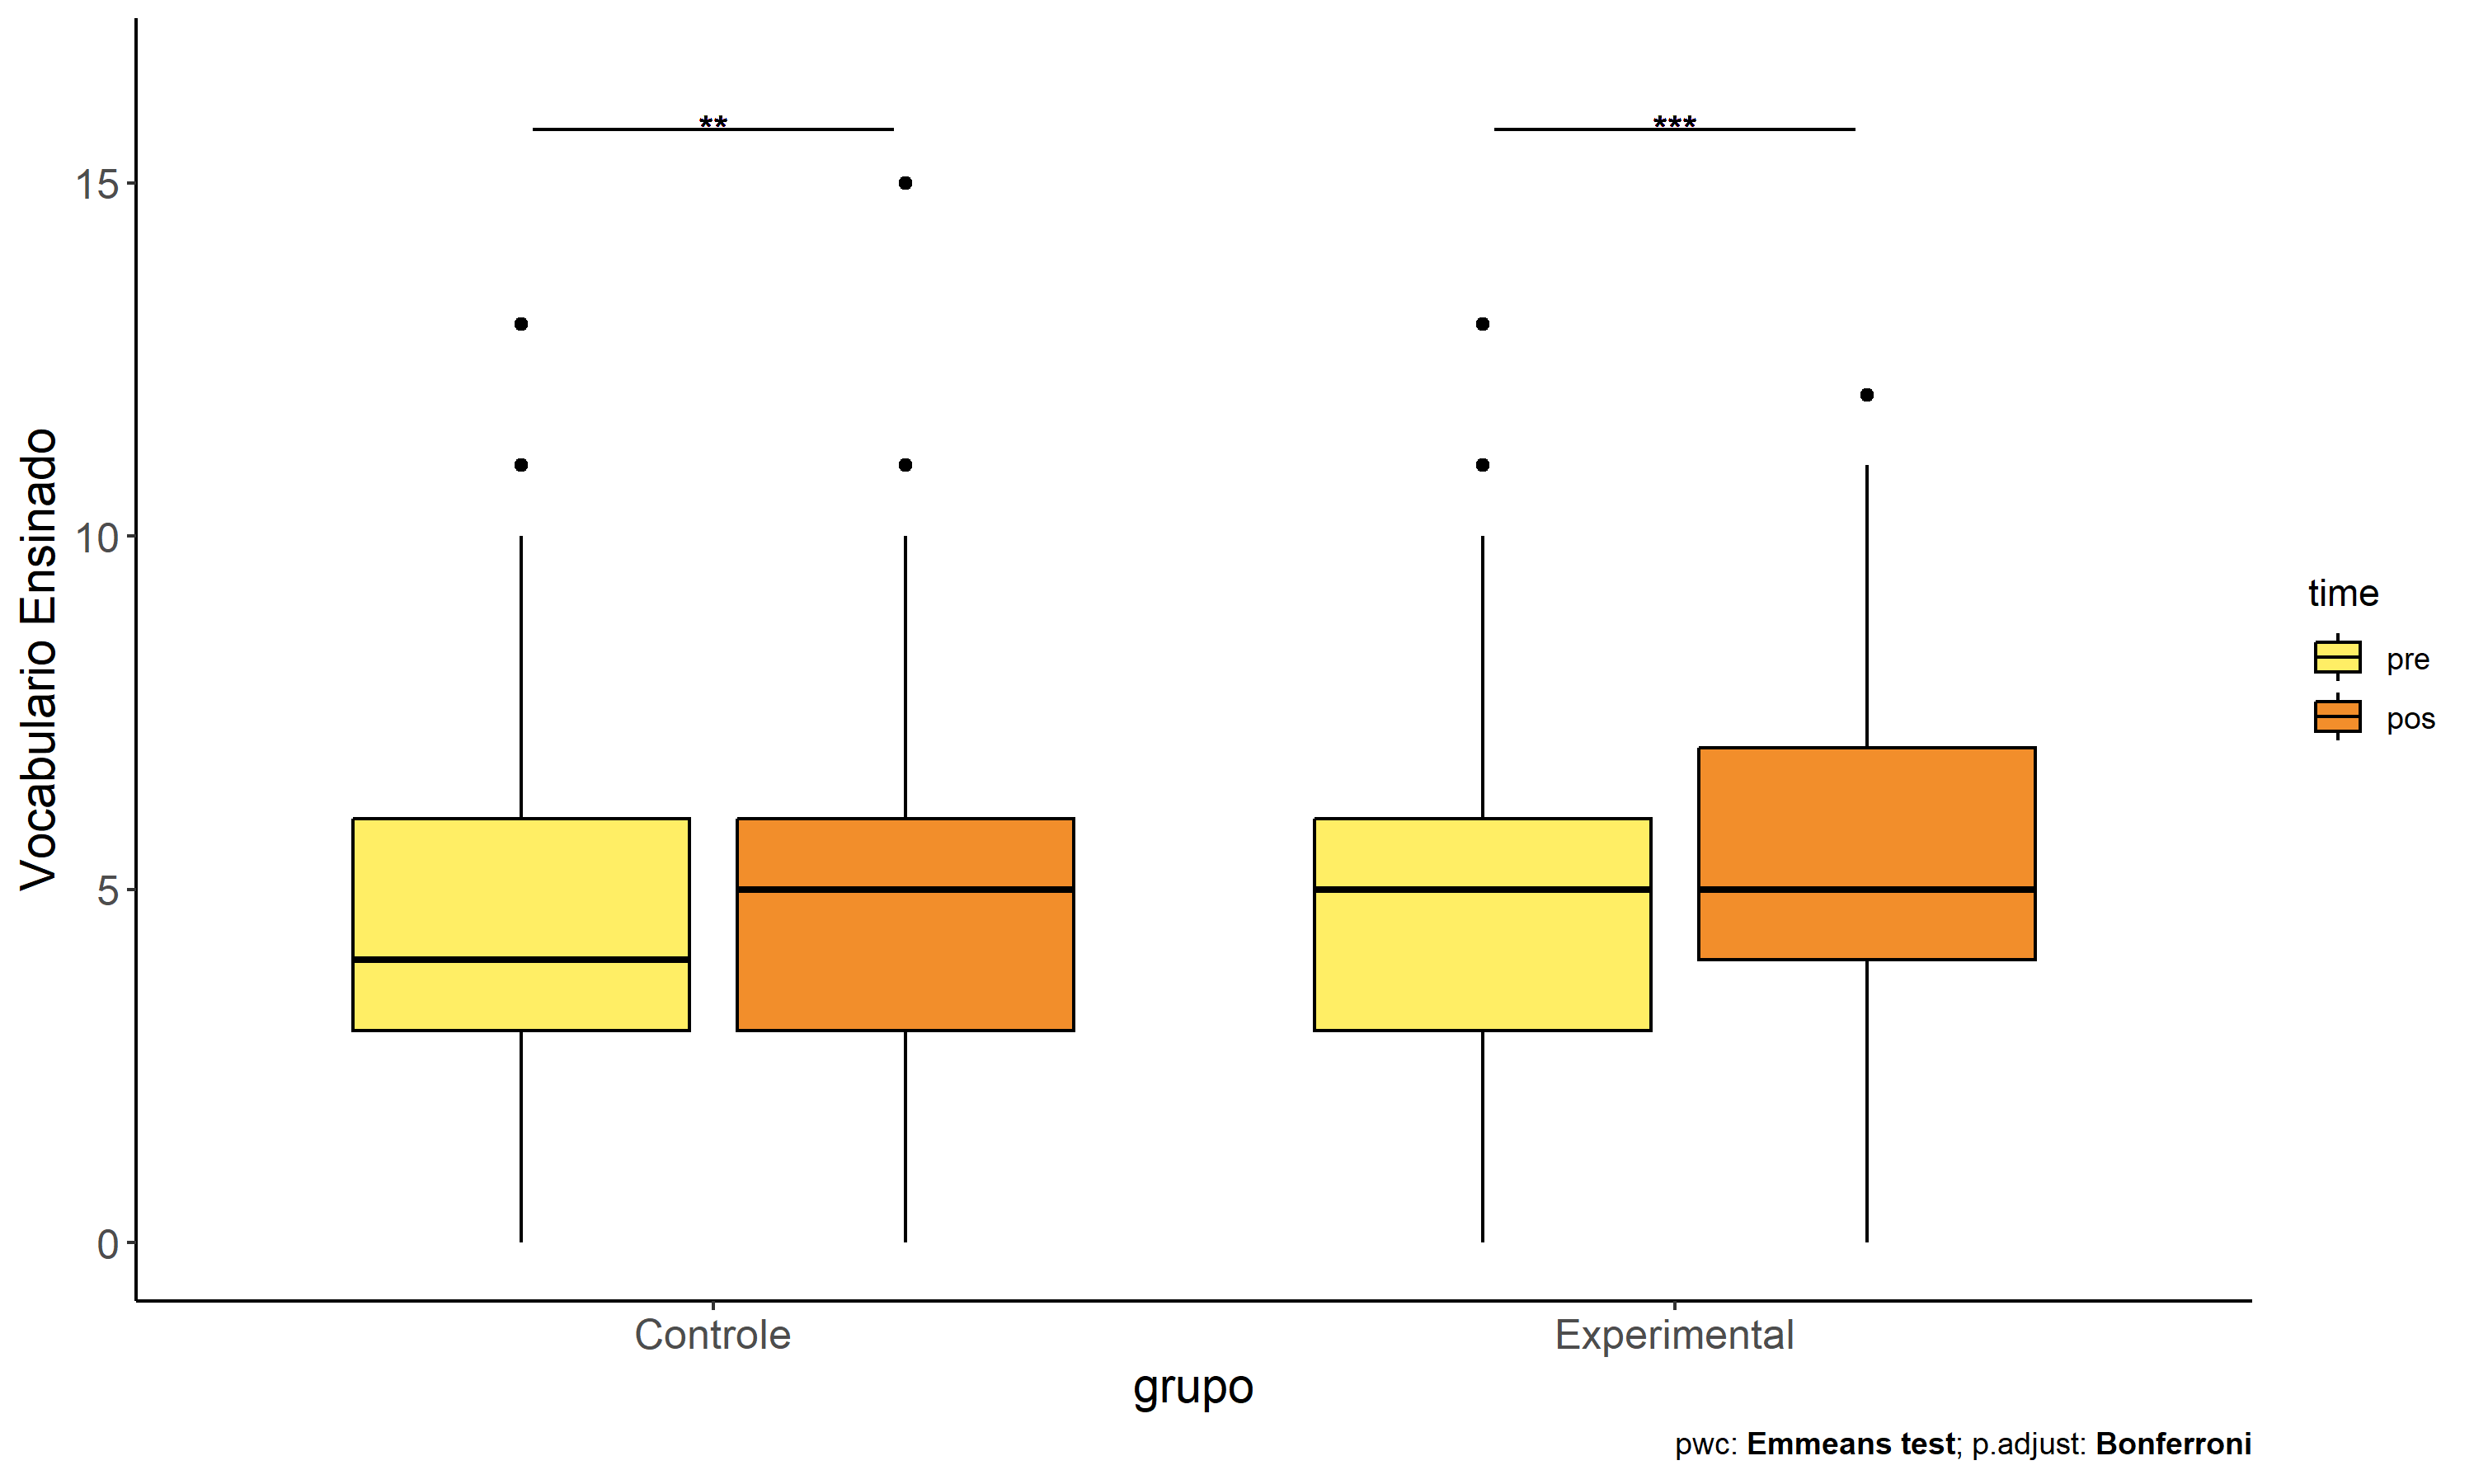 **
***
15
10
5
0
Vocabulario Ensinado
Controle
Experimental
grupo
time
pre
pos
pwc: Emmeans test; p.adjust: Bonferroni